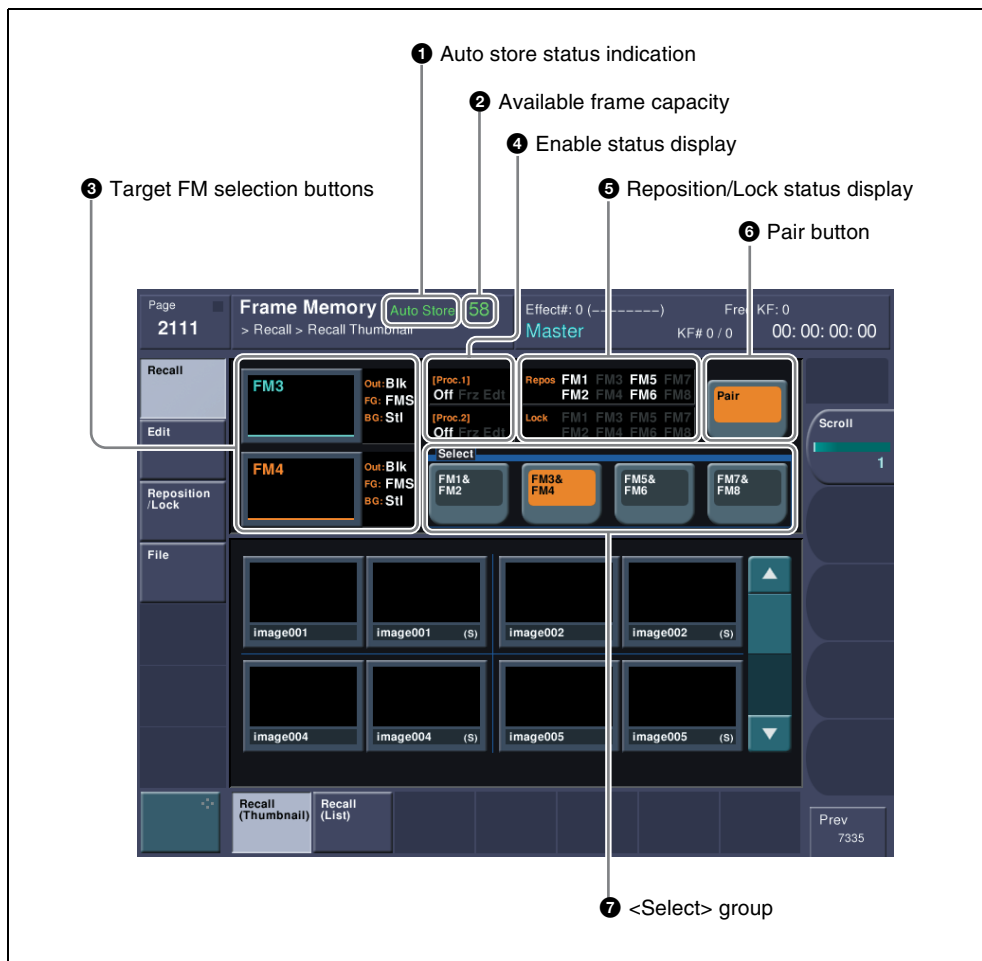 ❶ Auto store status indication
❷ Available frame capacity
❹ Enable status display
❸ Target FM selection buttons
❺ Reposition/Lock status display
❻ Pair button
Page
2111
Frame Memory
Auto Store
58
> Recall > Recall Thumbnail
Effect#: 0 (--------)
Master
Free KF: 0
KF# 0 / 0
00: 00: 00: 00
Recall
Edit
Reposition
/Lock
File
FM3
Out:Blk
FG: FMS
BG: Stl
FM4
Out:Blk
FG: FMS
BG: Stl
[Proc.1]
Off Frz Edt
[Proc.2]
Off Frz Edt
Repos FM1 FM3 FM5 FM7
FM2 FM4 FM6 FM8
Lock FM1 FM3 FM5 FM7
FM2 FM4 FM6 FM8
Pair
Scroll
1
Select
FM1&
FM2
FM3&
FM4
FM5&
FM6
FM7&
FM8
image001
image001 (S)
image002
image002 (S)
image004
image004 (S)
image005
image005 (S)
Recall
(Thumbnail)
Recall
(List)
Prev
7335
❼ <Select> group